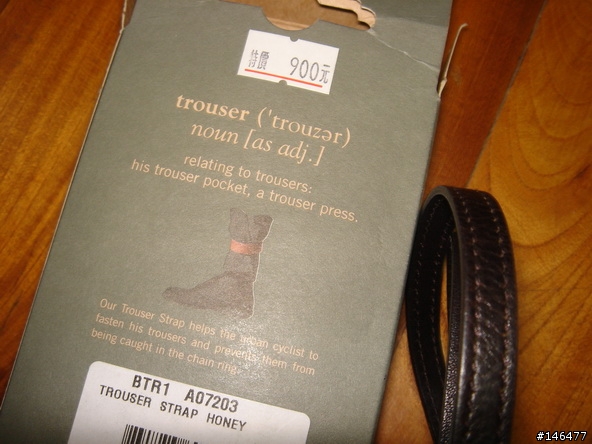 特價 900元
trouser ('trouzər)
noun [as adj.]
relating to trousers:
his trouser pocket, a trouser press.
Our Trouser Strap helps the urban cyclist to
fasten his trousers and prevents them from
being caught in the chain ring.
BTR1 A07203
TROUSER STRAP HONEY
#146477